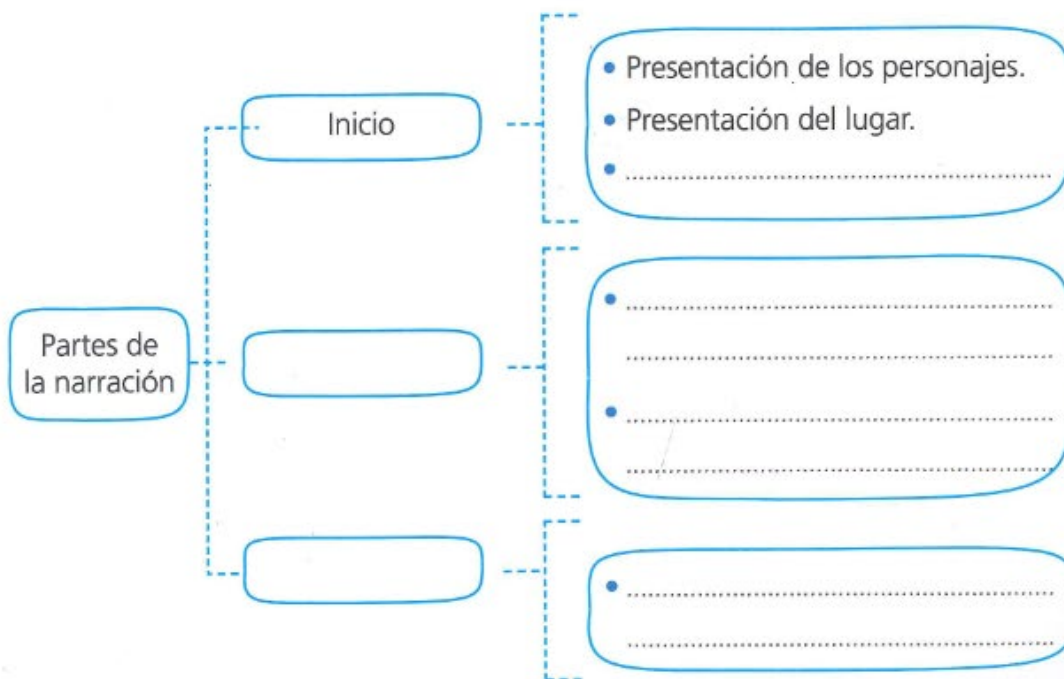 Partes de
la narración
Inicio
• Presentación de los personajes.
• Presentación del lugar.